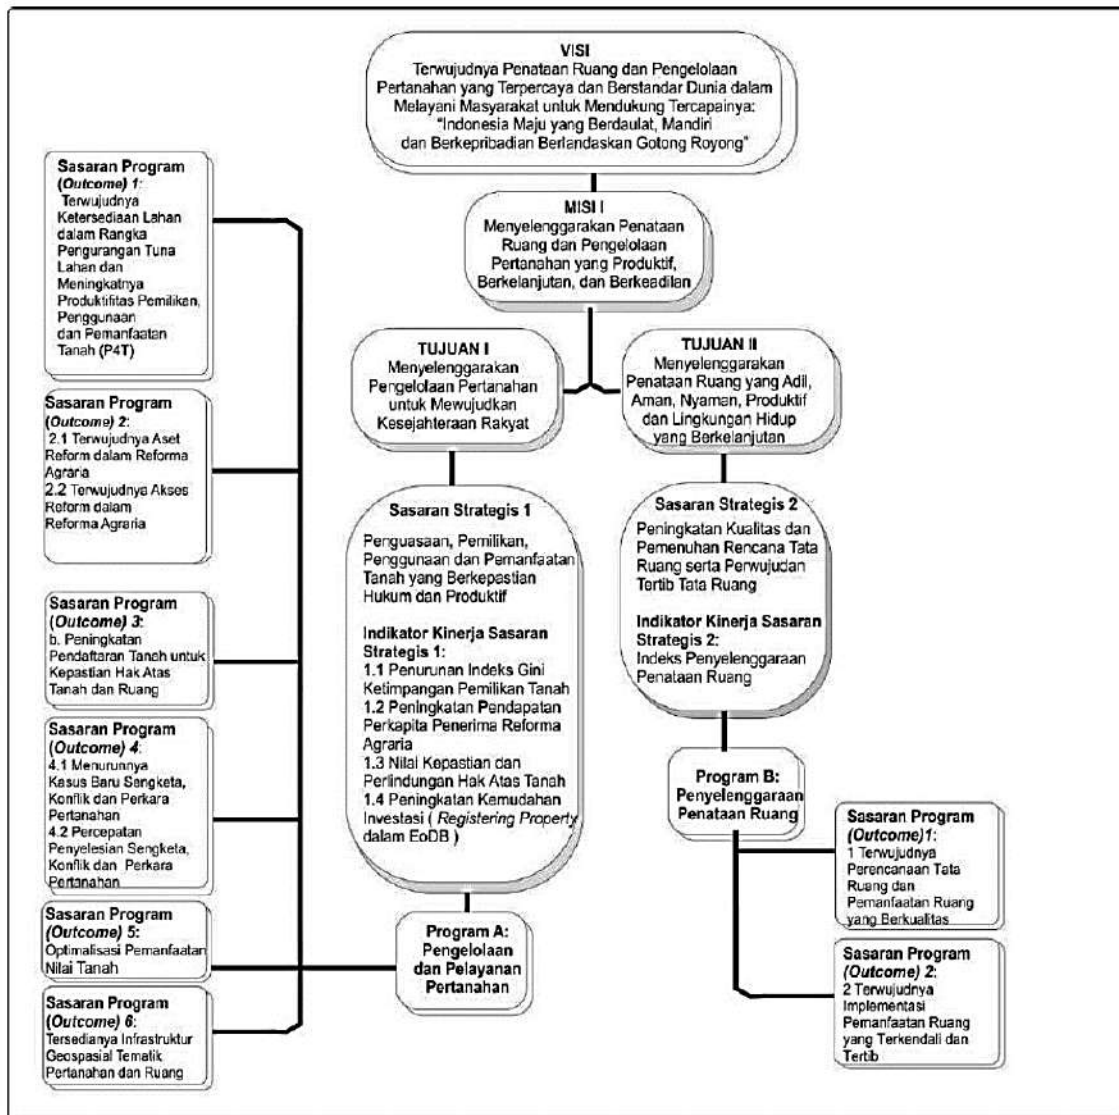 VISI
Terwujudnya Penataan Ruang dan Pengelolaan
Pertanahan yang Terpercaya dan Berstandar Dunia dalam
Melayani Masyarakat untuk Mendukung Tercapainya:
“Indonesia Maju yang Berdaulat, Mandiri
dan Berkepribadian Berlandaskan Gotong Royong”
MISI I
Menyelenggarakan Penataan
Ruang dan Pengelolaan
Pertanahan yang Produktif,
Berkelanjutan, dan Berkeadilan
TUJUAN I
Menyelenggarakan
Pengelolaan Pertanahan
untuk Mewujudkan
Kesejahteraan Rakyat
TUJUAN II
Menyelenggarakan
Penataan Ruang yang Adil,
Aman, Nyaman, Produktif
dan Lingkungan Hidup
yang Berkelanjutan
Sasaran Strategis 1
Penguasaan, Pemilikan,
Penggunaan dan Pemanfaatan
Tanah yang Berkepastian
Hukum dan Produktif
Indikator Kinerja Sasaran
Strategis 1:
1.1 Penurunan Indeks Gini
Ketimpangan Pemilikan Tanah
1.2 Peningkatan Pendapatan
Perkapita Penerima Reforma
Agraria
1.3 Nilai Kepastian dan
Perlindungan Hak Atas Tanah
1.4 Peningkatan Kemudahan
Investasi ( Registering Property
dalam EoDB )
Sasaran Strategis 2
Peningkatan Kualitas dan
Pemenuhan Rencana Tata
Ruang serta Perwujudan
Tertib Tata Ruang
Indikator Kinerja Sasaran
Strategis 2:
Indeks Penyelenggaraan
Penataan Ruang
Program A:
Pengelolaan
dan Pelayanan
Pertanahan
Program B:
Penyelenggaraan
Penataan Ruang
Sasaran Program
(Outcome) 1:
Terwujudnya
Ketersediaan Lahan
dalam Rangka
Pengurangan Tuna
Lahan dan
Meningkatnya
Produktifitas Pemilikan,
Penggunaan
dan Pemanfaatan
Tanah (P4T)
Sasaran Program
(Outcome) 2:
2.1 Terwujudnya Aset
Reform dalam Reforma
Agraria
2.2 Terwujudnya Akses
Reform dalam
Reforma Agraria
Sasaran Program
(Outcome) 3:
b. Peningkatan
Pendaftaran Tanah untuk
Kepastian Hak Atas
Tanah dan Ruang
Sasaran Program
(Outcome) 4:
4.1 Menurunnya
Kasus Baru Sengketa,
Konflik dan Perkara
Pertanahan
4.2 Percepatan
Penyelesian Sengketa,
Konflik dan Perkara
Pertanahan
Sasaran Program
(Outcome) 5:
Optimalisasi Pemanfaatan
Nilai Tanah
Sasaran Program
(Outcome) 6:
Tersedianya Infrastruktur
Geospasial Tematik
Pertanahan dan Ruang
Sasaran Program
(Outcome)1:
1 Terwujudnya
Perencanaan Tata
Ruang dan
Pemanfaatan Ruang
yang Berkualitas
Sasaran Program
(Outcome) 2:
2 Terwujudnya
Implementasi
Pemanfaatan Ruang
yang Terkendali dan
Tertib